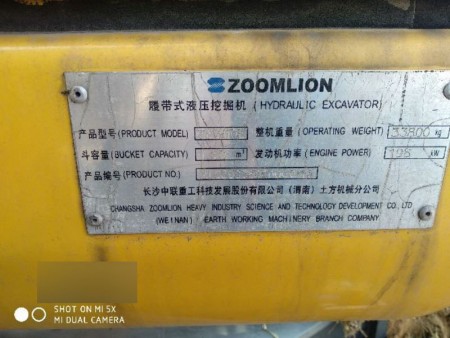 ZOOMLION
履带式液压挖掘机 (HYDRAULIC EXCAVATOR)
产品型号(PRODUCT MODEL) 整机重量(OPERATING WEIGHT) 33800 kg
斗容量(BUCKET CAPACITY) m³ 发动机功率(ENGINE POWER) kW
产品编号(PRODUCT NO.)
长沙中联重工科技发展股份有限公司(渭南)土方机械分公司
CHANGSHA ZOOMLION HEAVY INDUSTRY SCIENCE AND TECHNOLOGY DEVELOPMENT CO., LTD
(WEINAN) EARTH WORKING MACHINERY BRANCH COMPANY
SHOT ON MI 5X
MI DUAL CAMERA